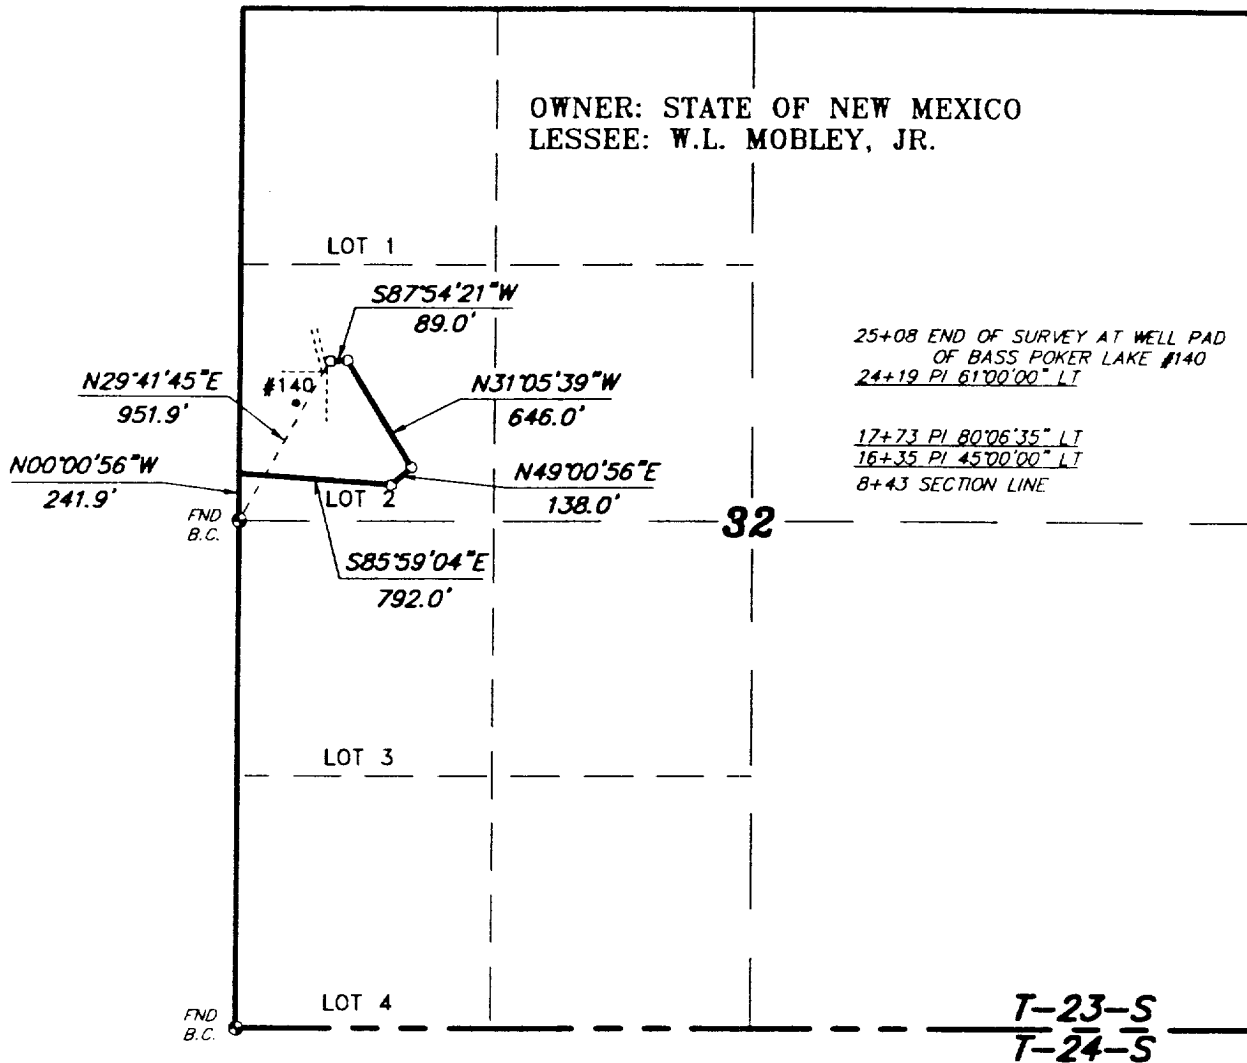 OWNER: STATE OF NEW MEXICO
LESSEE: W.L. MOBLEY, JR.
LOT 1
S87°54'21"W
89.0'
25+08 END OF SURVEY AT WELL PAD
OF BASS POKER LAKE #140
24+19 PI 61°00'00" LT
17+73 PI 80°06'35" LT
16+35 PI 45°00'00" LT
8+43 SECTION LINE
N29°41'45"E
951.9'
#140
N31°05'39"W
646.0'
N00°00'56"W
241.9'
N49°00'56"E
138.0'
LOT 2
FND
B.C.
32
S85°59'04"E
792.0'
LOT 3
LOT 4
FND
B.C.
T-23-S
T-24-S